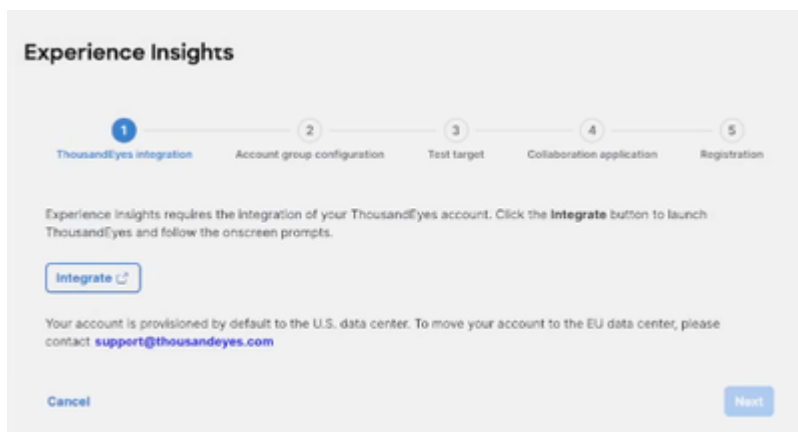 Experience Insights
1 2 3 4 5
ThousandEyes integration Account group configuration Test target Collaboration application Registration
Experience Insights requires the integration of your ThousandEyes account. Click the Integrate button to launch
ThousandEyes and follow the onscreen prompts.
Integrate
Your account is provisioned by default to the U.S. data center. To move your account to the EU data center, please
contact support@thousandeyes.com
Cancel Next